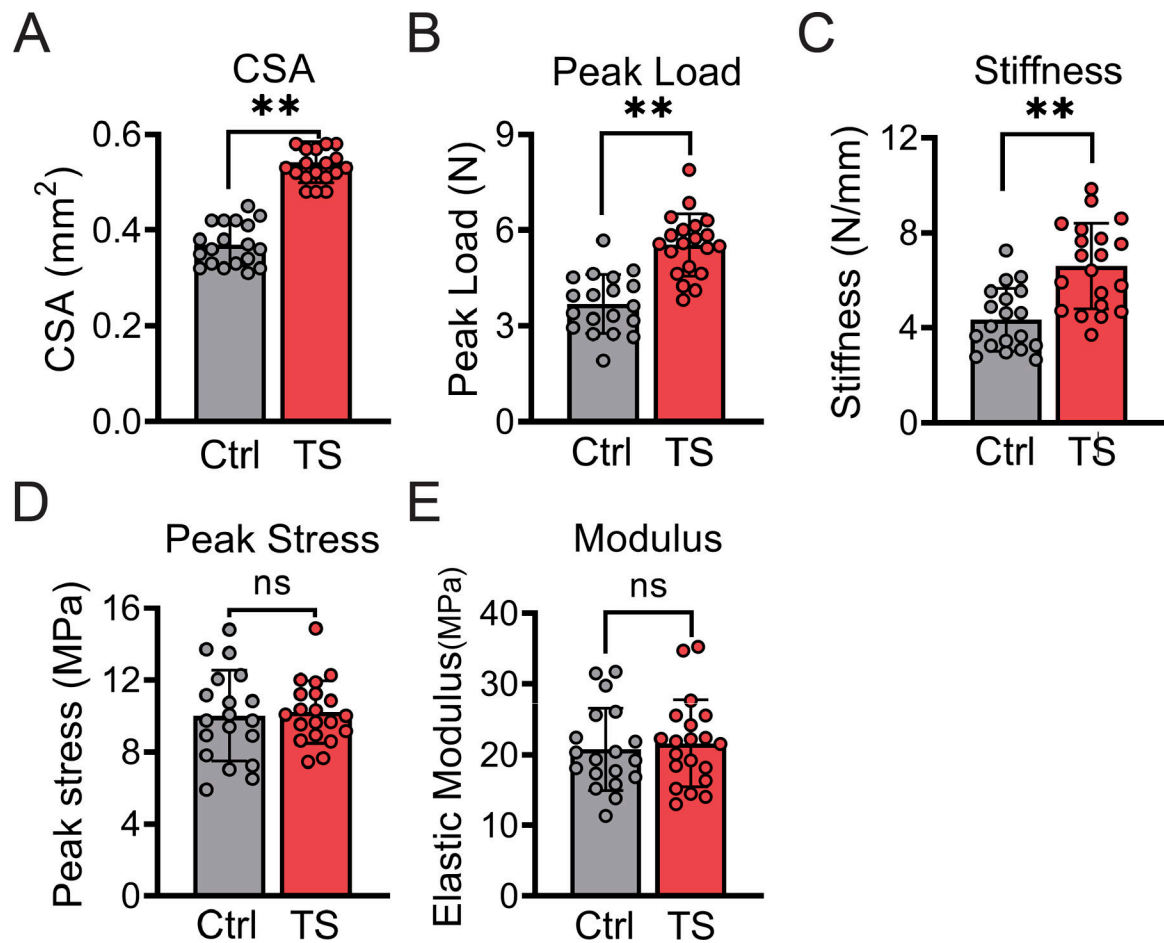 A
CSA
**
CSA (mm²)
0.6
0.4
0.2
0.0
Ctrl TS
B
Peak Load
**
Peak Load (N)
9
6
3
0
Ctrl TS
C
Stiffness
**
Stiffness (N/mm)
12
8
4
0
Ctrl TS
D
Peak Stress
ns
Peak stress (MPa)
16
12
8
4
0
Ctrl TS
E
Modulus
ns
Elastic Modulus(MPa)
40
30
20
10
0
Ctrl TS